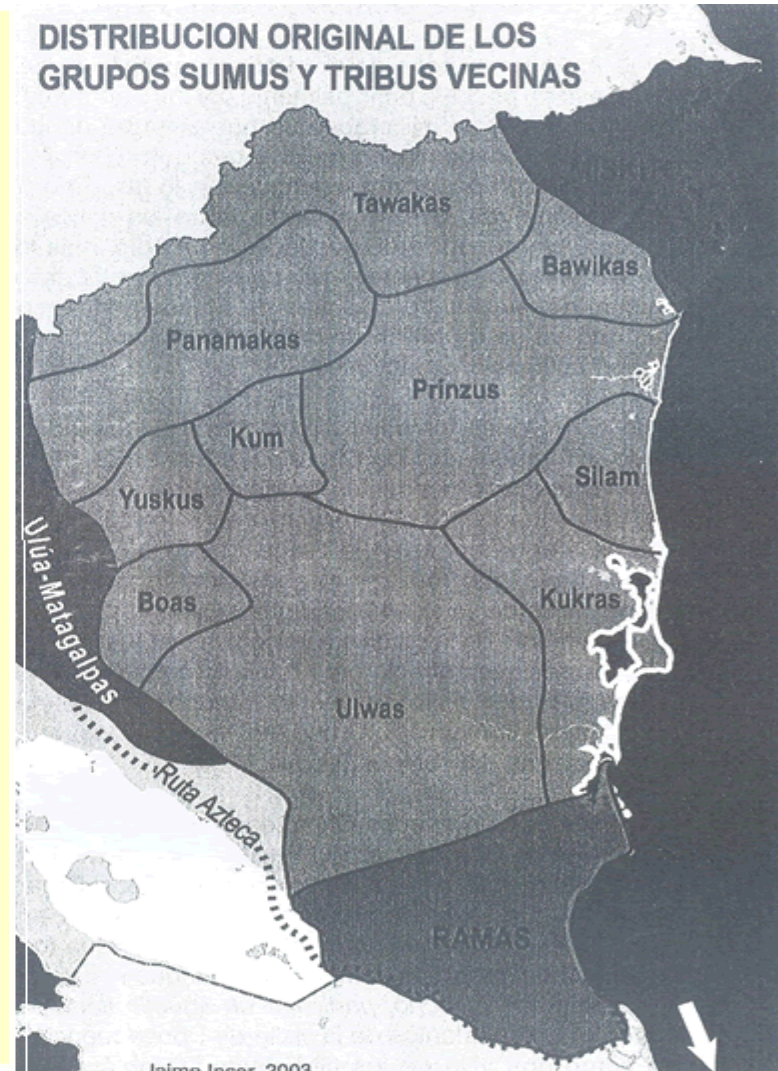 DISTRIBUCION ORIGINAL DE LOS
GRUPOS SUMUS Y TRIBUS VECINAS
Tawakas
Bawikas
Panamakas
Prinzus
Kum
Silam
Yuskus
Ulúa-Matagalpas
Boas
Kukras
Ulwas
Ruta Azteca
RAMAS